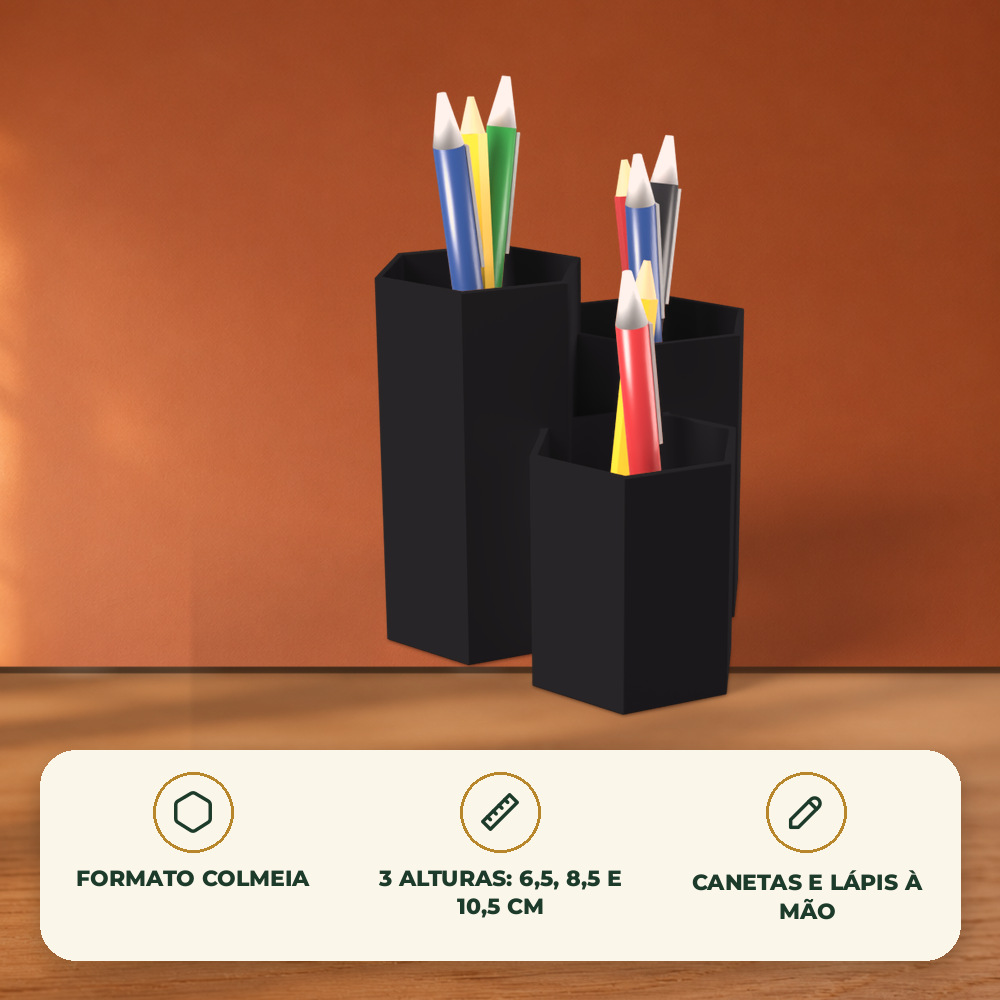 FORMATO COLMEIA
3 ALTURAS: 6,5, 8,5 E
10,5 CM
CANETAS E LÁPIS À
MÃO